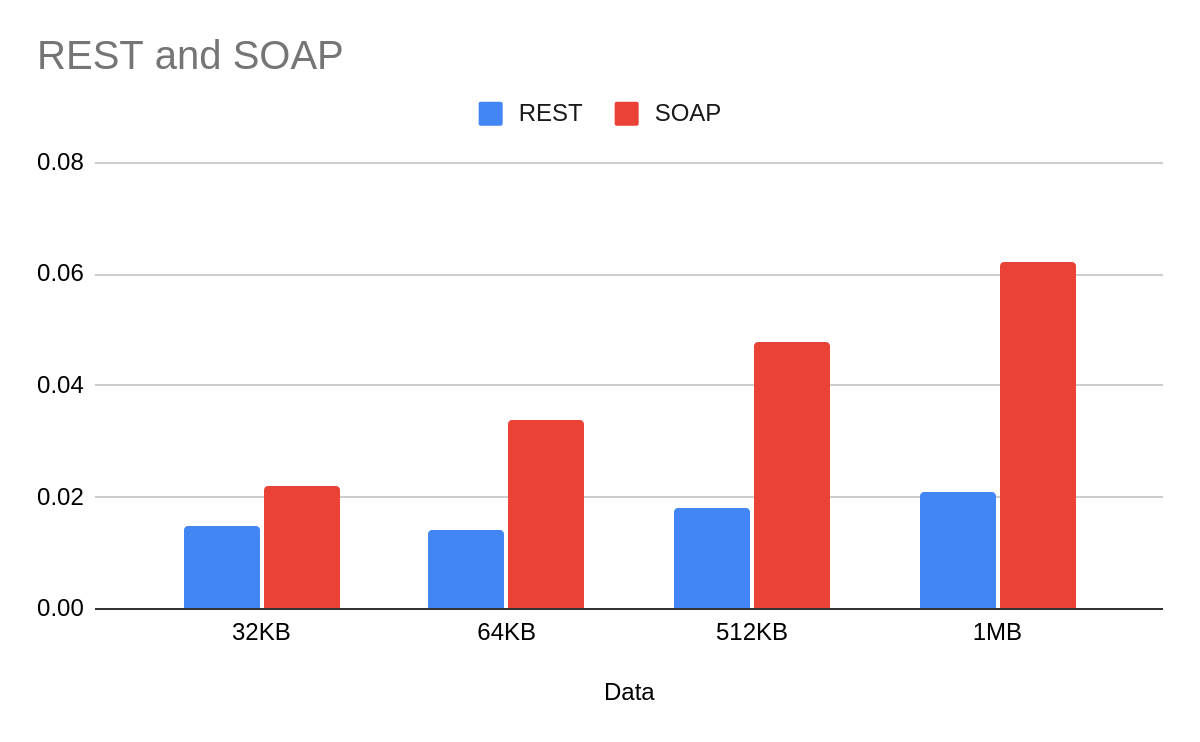 REST and SOAP
REST SOAP
0.08
0.06
0.04
0.02
0.00
32KB 64KB 512KB 1MB
Data